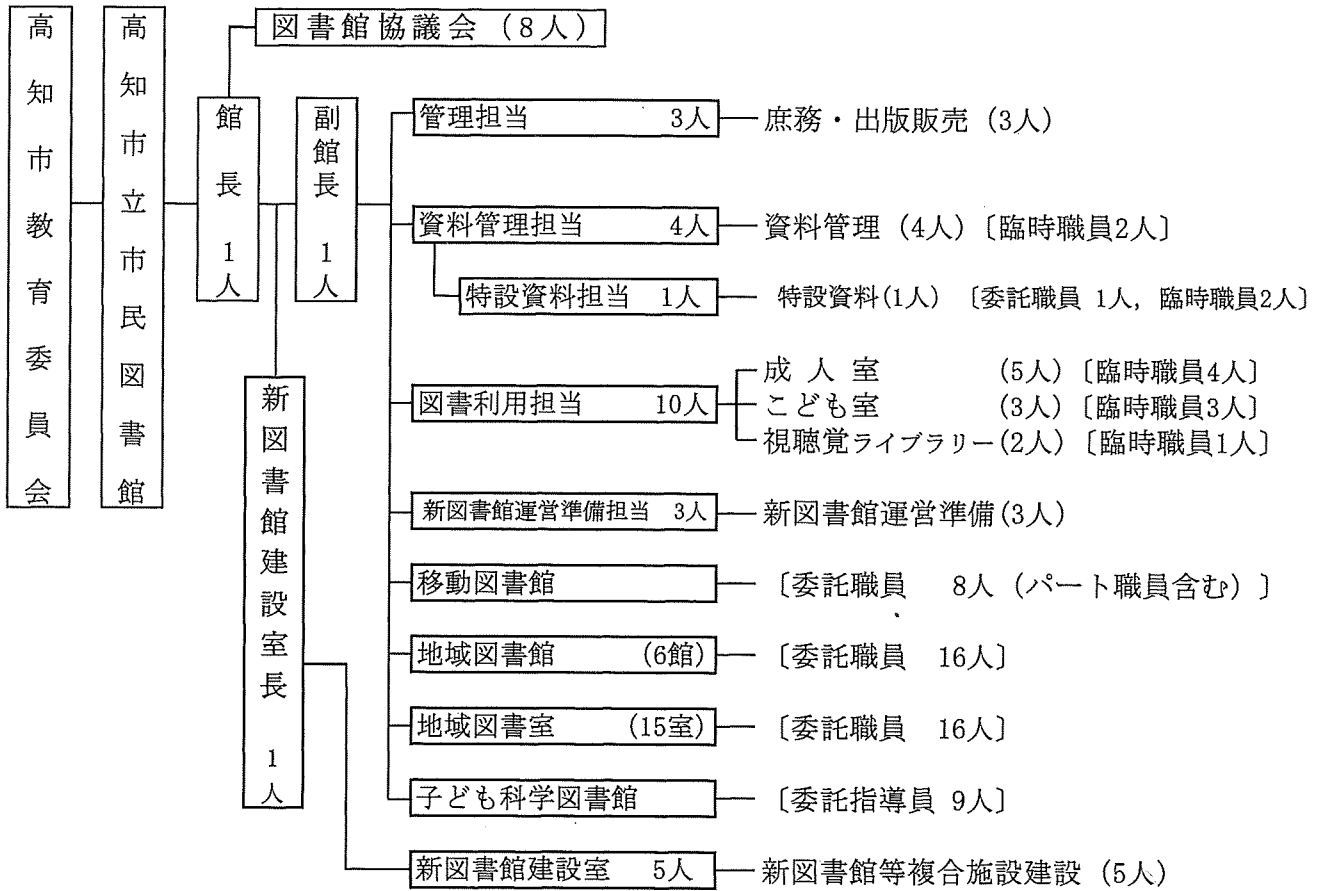 高知市教育委員会
高知市立市民図書館
図書館協議会 (8人)
館長 1人
副館長 1人
新図書館建設室長 1人
管理担当 3人 庶務・出版販売 (3人)
資料管理担当 4人 資料管理 (4人) 〔臨時職員2人〕
特設資料担当 1人 特設資料(1人) 〔委託職員 1人, 臨時職員2人〕
成人室 (5人) 〔臨時職員4人〕
図書利用担当 10人 こども室 (3人) 〔臨時職員3人〕
視聴覚ライブラリー(2人) 〔臨時職員1人〕
新図書館運営準備担当 3人 新図書館運営準備(3人)
移動図書館 〔委託職員 8人 (パート職員含む) 〕
地域図書館 (6館) 〔委託職員 16人〕
地域図書室 (15室) 〔委託職員 16人〕
子ども科学図書館 〔委託指導員 9人〕
新図書館建設室 5人 新図書館等複合施設建設 (5人)